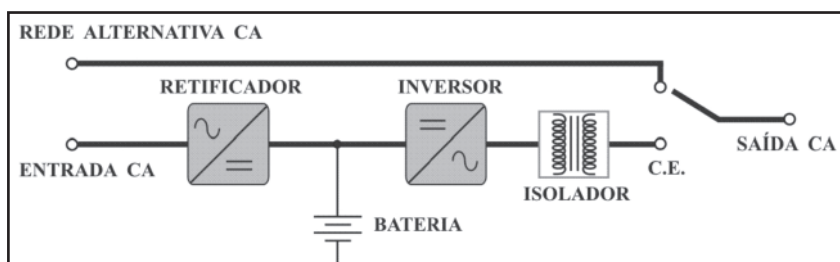 REDE ALTERNATIVA CA
RETIFICADOR
INVERSOR
ENTRADA CA
SAÍDA CA
C.E.
ISOLADOR
BATERIA